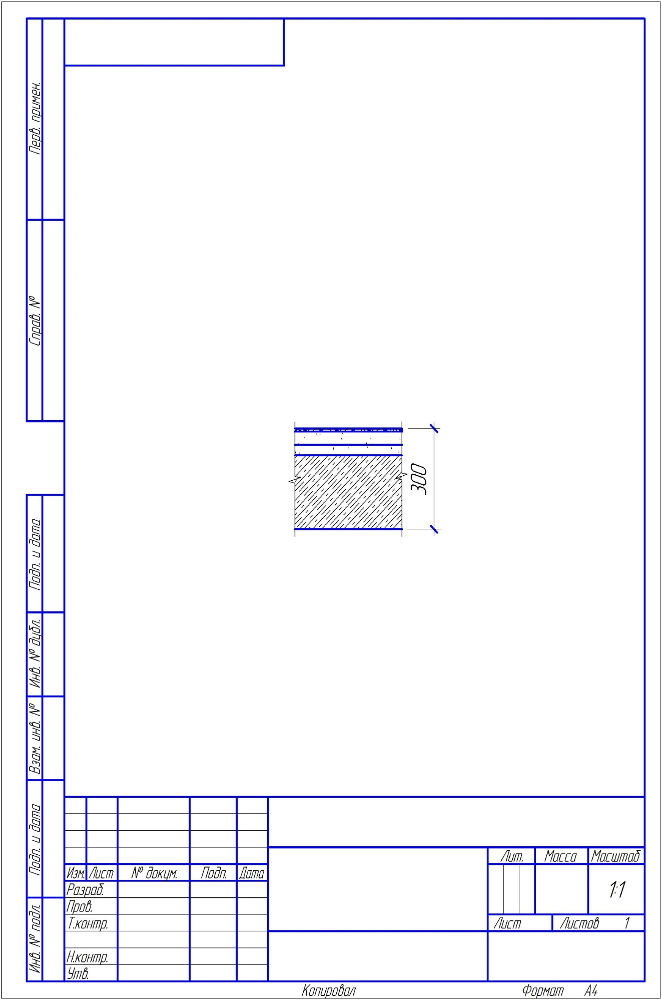 Перв. примен.
Справ. №
Подп. и дата
Инв. № дубл.
Взам. инв. №
Подп. и дата
Инв. № подл.
300
Изм. Лист № докум. Подп. Дата
Разраб.
Пров.
Т.контр.
Н.контр.
Утв.
Лит. Масса Масштаб
1:1
Лист Листов 1
Копировал Формат А4